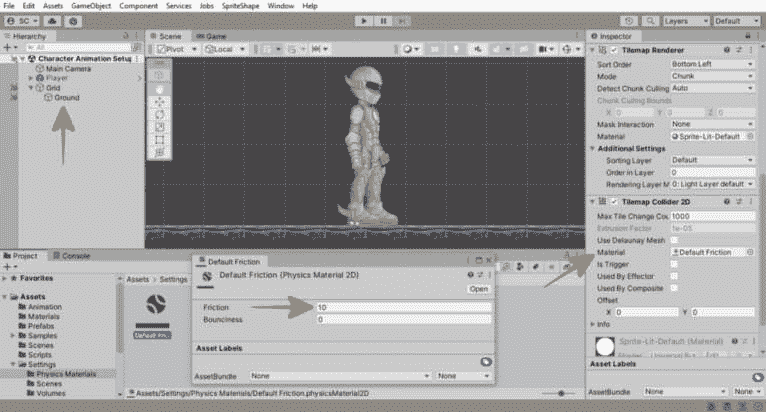 File Edit Assets GameObject Component Services Jobs SpriteShape Window Help
SC Layers Default
Hierarchy
All
Character Animation Setup
Main Camera
Player
Grid
Ground
Scene Game
Pivot Local 2D
Inspector
Tilemap Renderer
Sort Order Bottom Left
Mode Chunk
Detect Chunk Culling Auto
Chunk Culling Bounds
X 0 Y 0 Z 0
Mask Interaction None
Material Sprite-Lit-Default
Additional Settings
Sorting Layer Default
Order in Layer 0
Rendering Layer M 0: Light Layer default
Tilemap Collider 2D
Max Tile Change Cou 1000
Extrusion Factor 1e-05
Use Delaunay Mesh
Material Default Friction
Is Trigger
Used By Effector
Used By Composite
Offset
X 0 Y 0
Info
Sprite-Lit-Default (Material)
Asset Labels
AssetBundle None None
Project Console
Favorites
Assets
Animation
Materials
Prefabs
Samples
Scenes
Scripts
Settings
Physics Materials
Scenes
Volumes
Assets > Settings
Default Friction
Default Friction (Physics Material 2D)
Open
Friction 10
Bounciness 0
Asset Labels
AssetBundle None None
Assets/Settings/Physics Materials/Default Friction.physicsMaterial2D